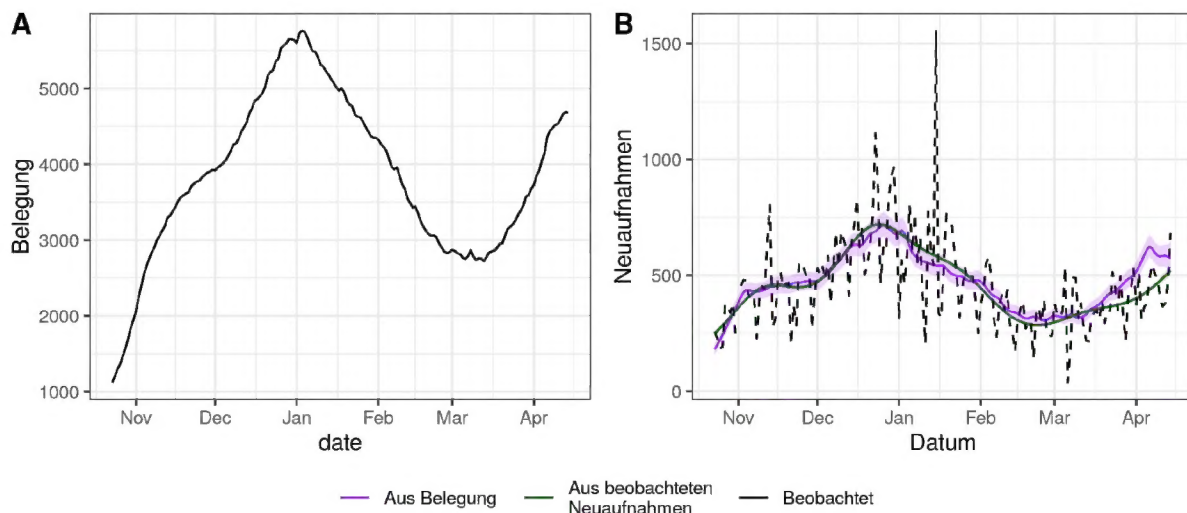 A
5000
4000
3000
2000
1000
Belegung
Nov Dec Jan Feb Mar Apr
date
B
1500
1000
500
0
Neuaufnahmen
Nov Dec Jan Feb Mar Apr
Datum
Aus Belegung
Aus beobachteten
Neuaufnahmen
Beobachtet